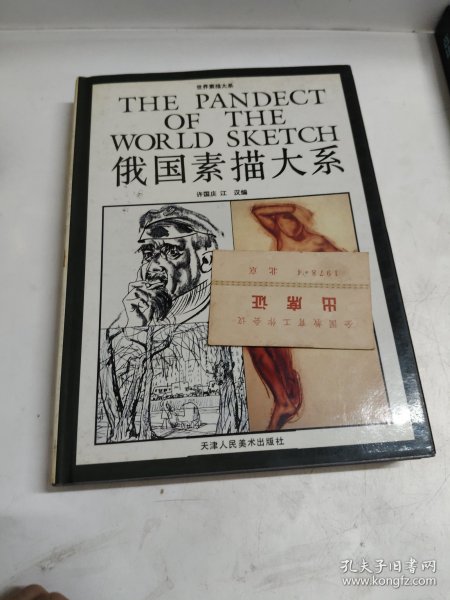 世界素描大系
THE PANDECT
OF THE
WORLD SKETCH
俄国素描大系
许国庆 江 汉编
全国教育工作会议
出席证
1978·4 北京
天津人民美术出版社
孔夫子旧书网
www.kongfz.com